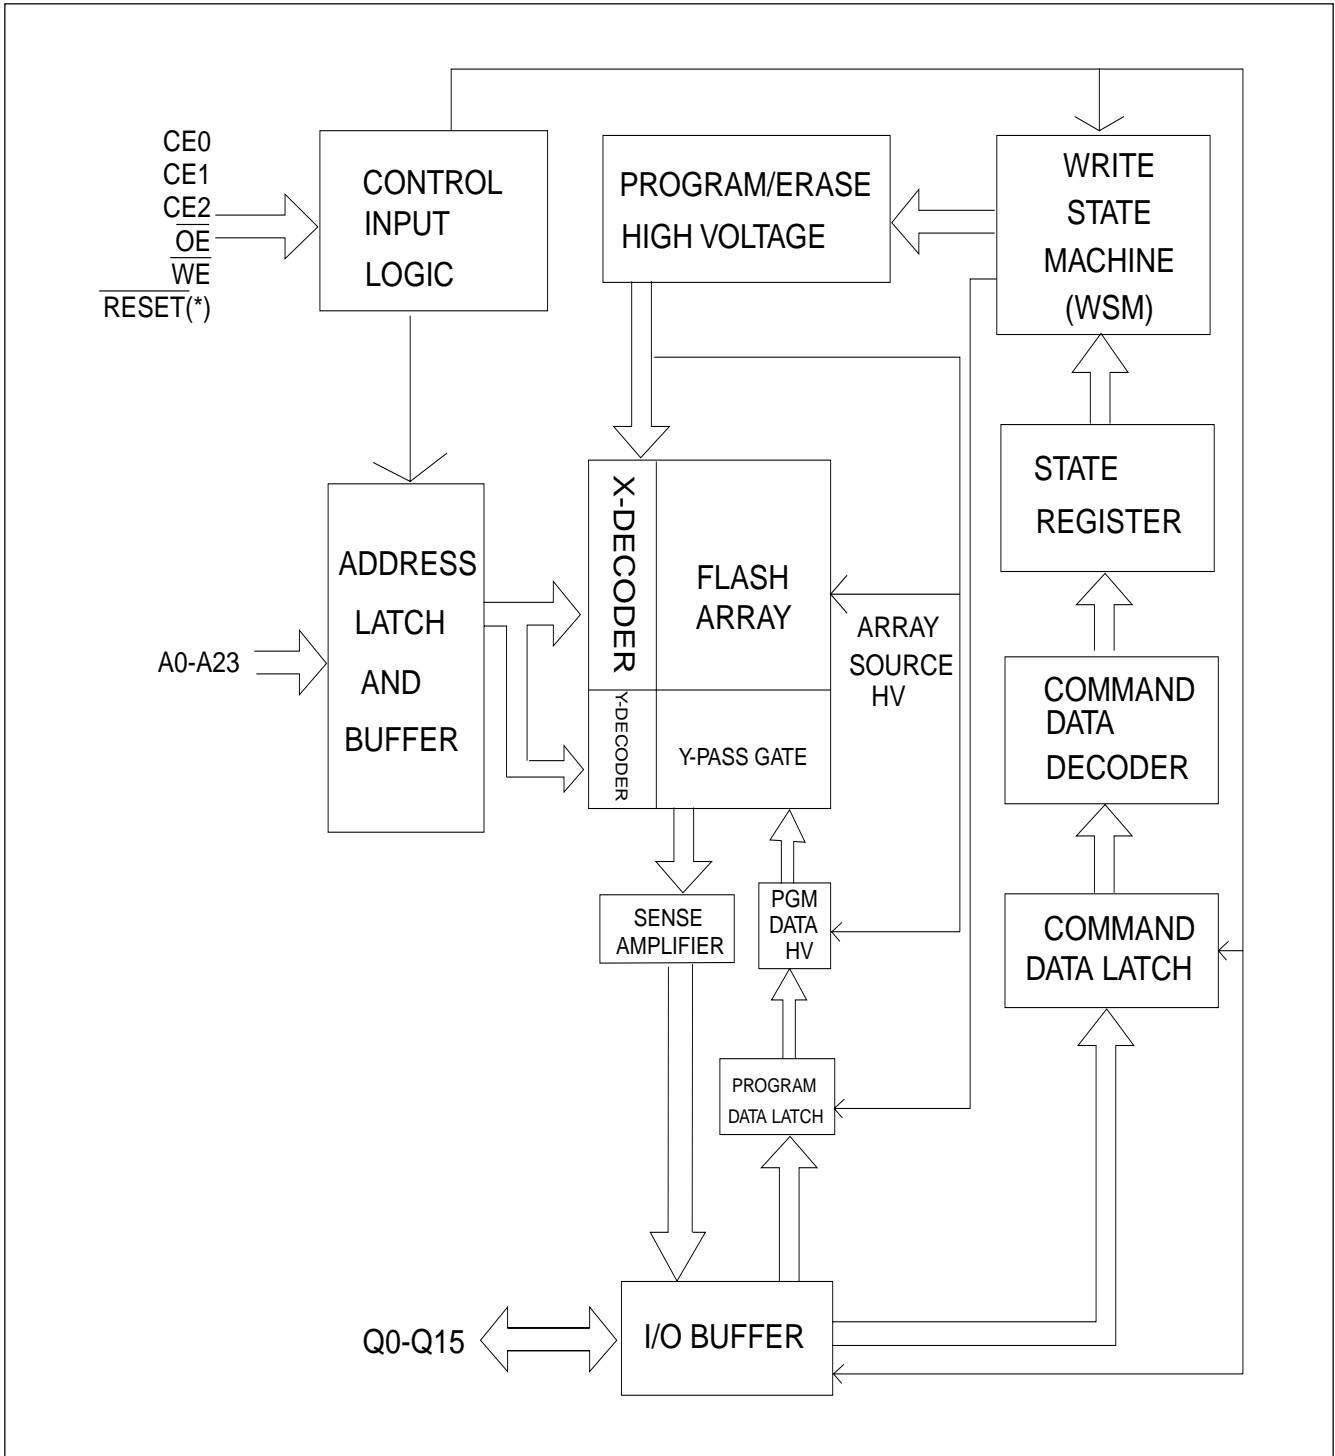 CE0
CE1
CE2
OE
WE
RESET(*)
CONTROL
INPUT
LOGIC
PROGRAM/ERASE
HIGH VOLTAGE
WRITE
STATE
MACHINE
(WSM)
STATE
REGISTER
X-DECODER
FLASH
ARRAY
ADDRESS
LATCH
AND
BUFFER
A0-A23
ARRAY
SOURCE
HV
Y-DECODER
Y-PASS GATE
COMMAND
DATA
DECODER
SENSE
AMPLIFIER
PGM
DATA
HV
COMMAND
DATA LATCH
PROGRAM
DATA LATCH
Q0-Q15
I/O BUFFER